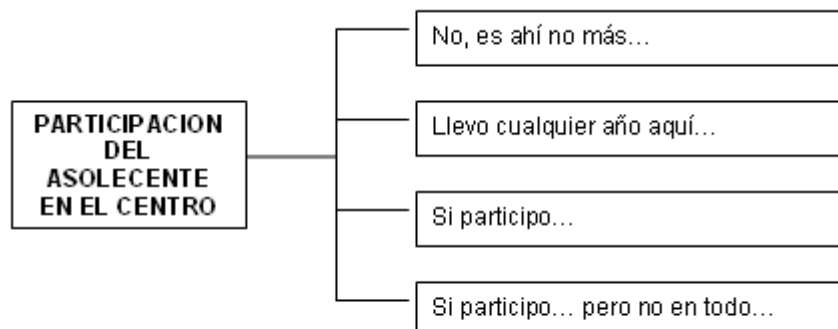 PARTICIPACION
DEL
ASOLECENTE
EN EL CENTRO
No, es ahí no más...
Llevo cualquier año aquí...
Si participo...
Si participo... pero no en todo...